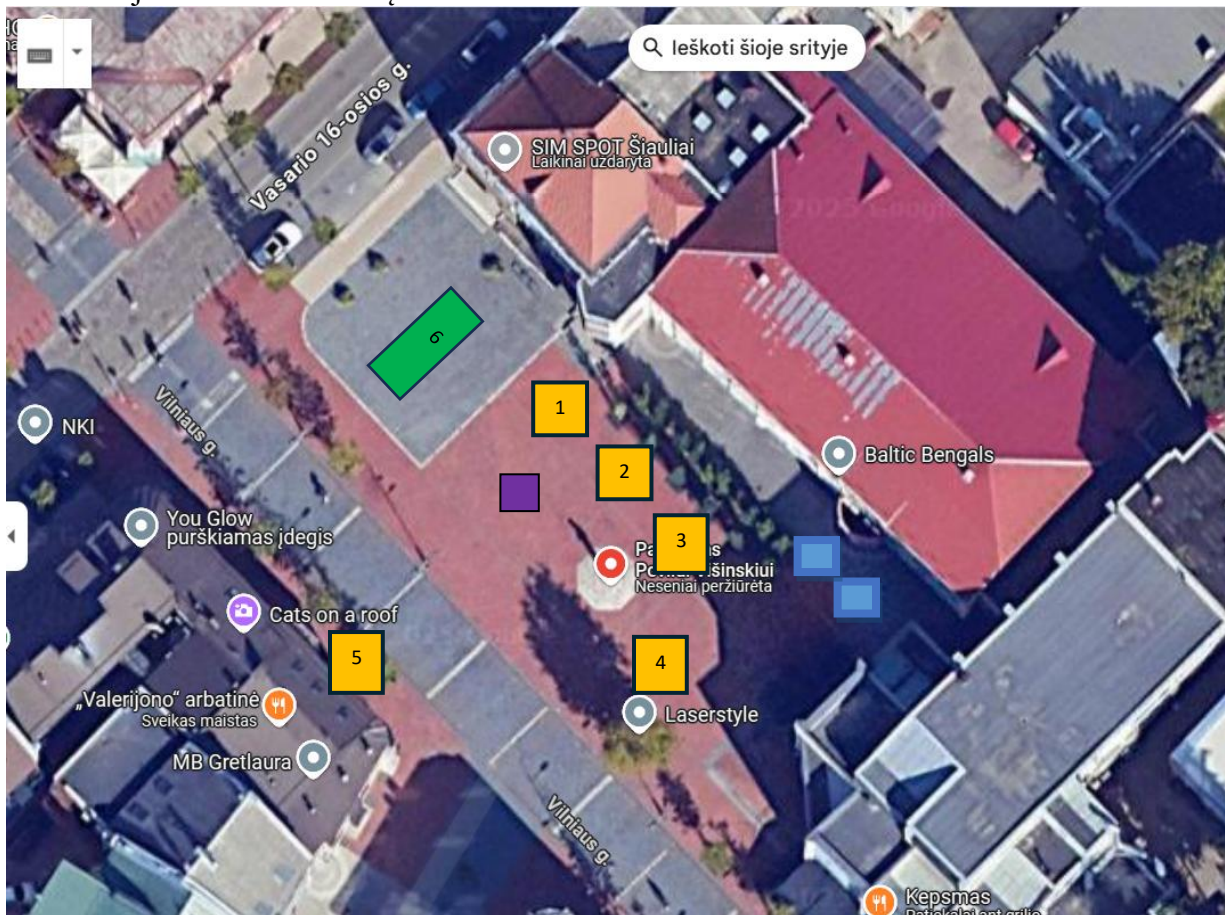 Ieškoti šioje srityje
Vasario 16-osios g.
SIM SPOT Šiauliai
Laikinai uždaryta
6
1
NKI
Vilniaus g.
2
Baltic Bengals
You Glow
purškiamas įdegis
3
Višinskiui
Neseniai peržiūrėta
Cats on a roof
5
4
„Valerijono“ arbatinė
Sveikas maistas
Laserstyle
MB Gretlaura
Vilniaus g.
Kepsmas